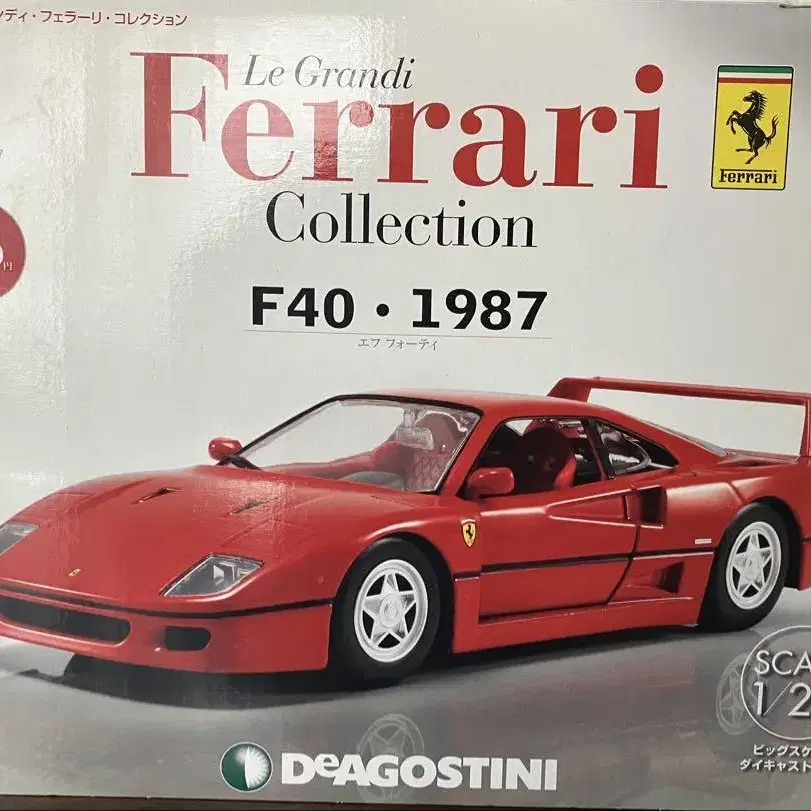 ンディ・フェラーリ・コレクション
Le Grandi
Ferrari
Collection
Ferrari
F40・1987
エフ フォーティ
円
SCA
1/2
ビッグスケ
ダイキャスト
DeAGOSTINI